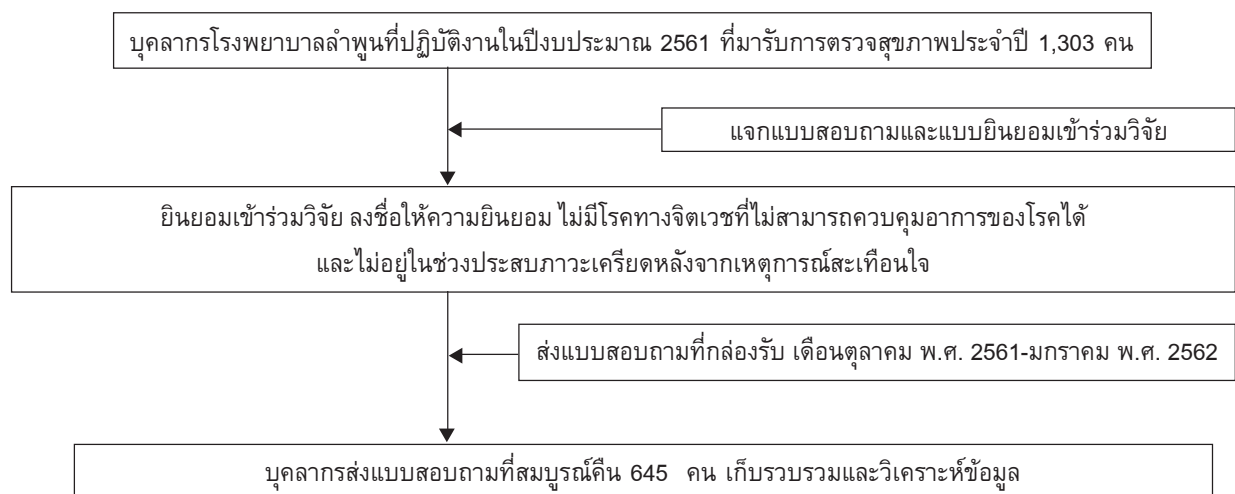 บุคลากรโรงพยาบาลลำพูนที่ปฏิบัติงานในปีงบประมาณ 2561 ที่มารับการตรวจสุขภาพประจำปี 1,303 คน
แจกแบบสอบถามและแบบยินยอมเข้าร่วมวิจัย
ยินยอมเข้าร่วมวิจัย ลงชื่อให้ความยินยอม ไม่มีโรคทางจิตเวชที่ไม่สามารถควบคุมอาการของโรคได้
และไม่อยู่ในช่วงประสบภาวะเครียดหลังจากเหตุการณ์สะเทือนใจ
ส่งแบบสอบถามที่กล่องรับ เดือนตุลาคม พ.ศ. 2561-มกราคม พ.ศ. 2562
บุคลากรส่งแบบสอบถามที่สมบูรณ์คืน 645 คน เก็บรวบรวมและวิเคราะห์ข้อมูล